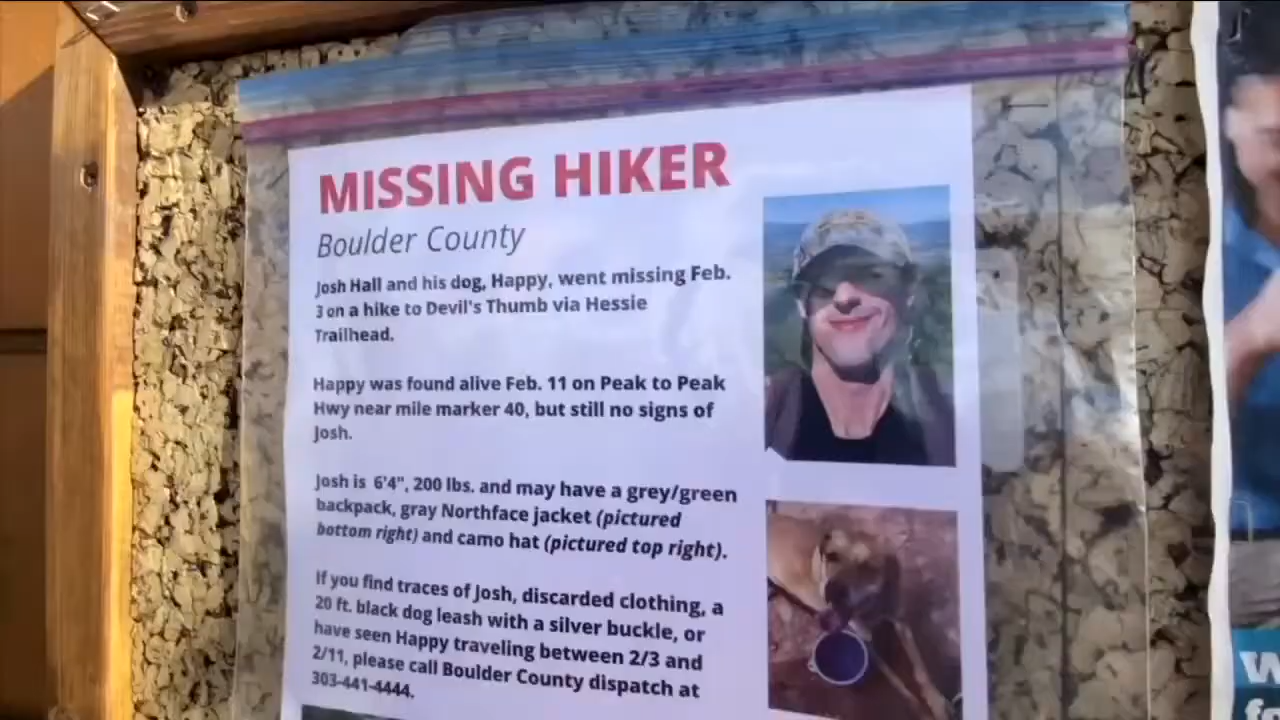 MISSING HIKER
Boulder County
Josh Hall and his dog, Happy, went missing Feb.
3 on a hike to Devil's Thumb via Hessie
Trailhead.
Happy was found alive Feb. 11 on Peak to Peak
Hwy near mile marker 40, but still no signs of
Josh.
Josh is 6'4", 200 lbs. and may have a grey/green
backpack, gray Northface jacket (pictured
bottom right) and camo hat (pictured top right).
If you find traces of Josh, discarded clothing, a
20 ft. black dog leash with a silver buckle, or
have seen Happy traveling between 2/3 and
2/11, please call Boulder County dispatch at
303-441-4444.